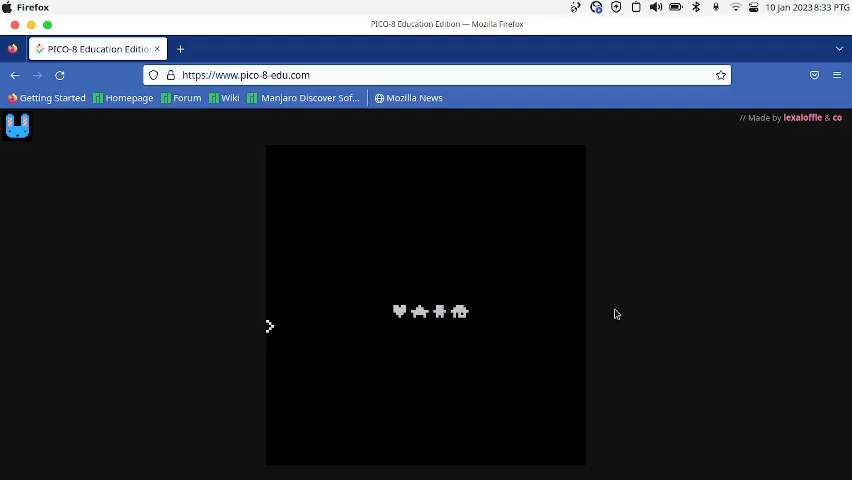 Firefox
10 Jan 2023 8:33 PTG
PICO-8 Education Edition — Mozilla Firefox
PICO-8 Education Editio
https://www.pico-8-edu.com
Getting Started
Homepage
Forum
Wiki
Manjaro Discover Sof...
Mozilla News
// Made by lexaloffle & co
>